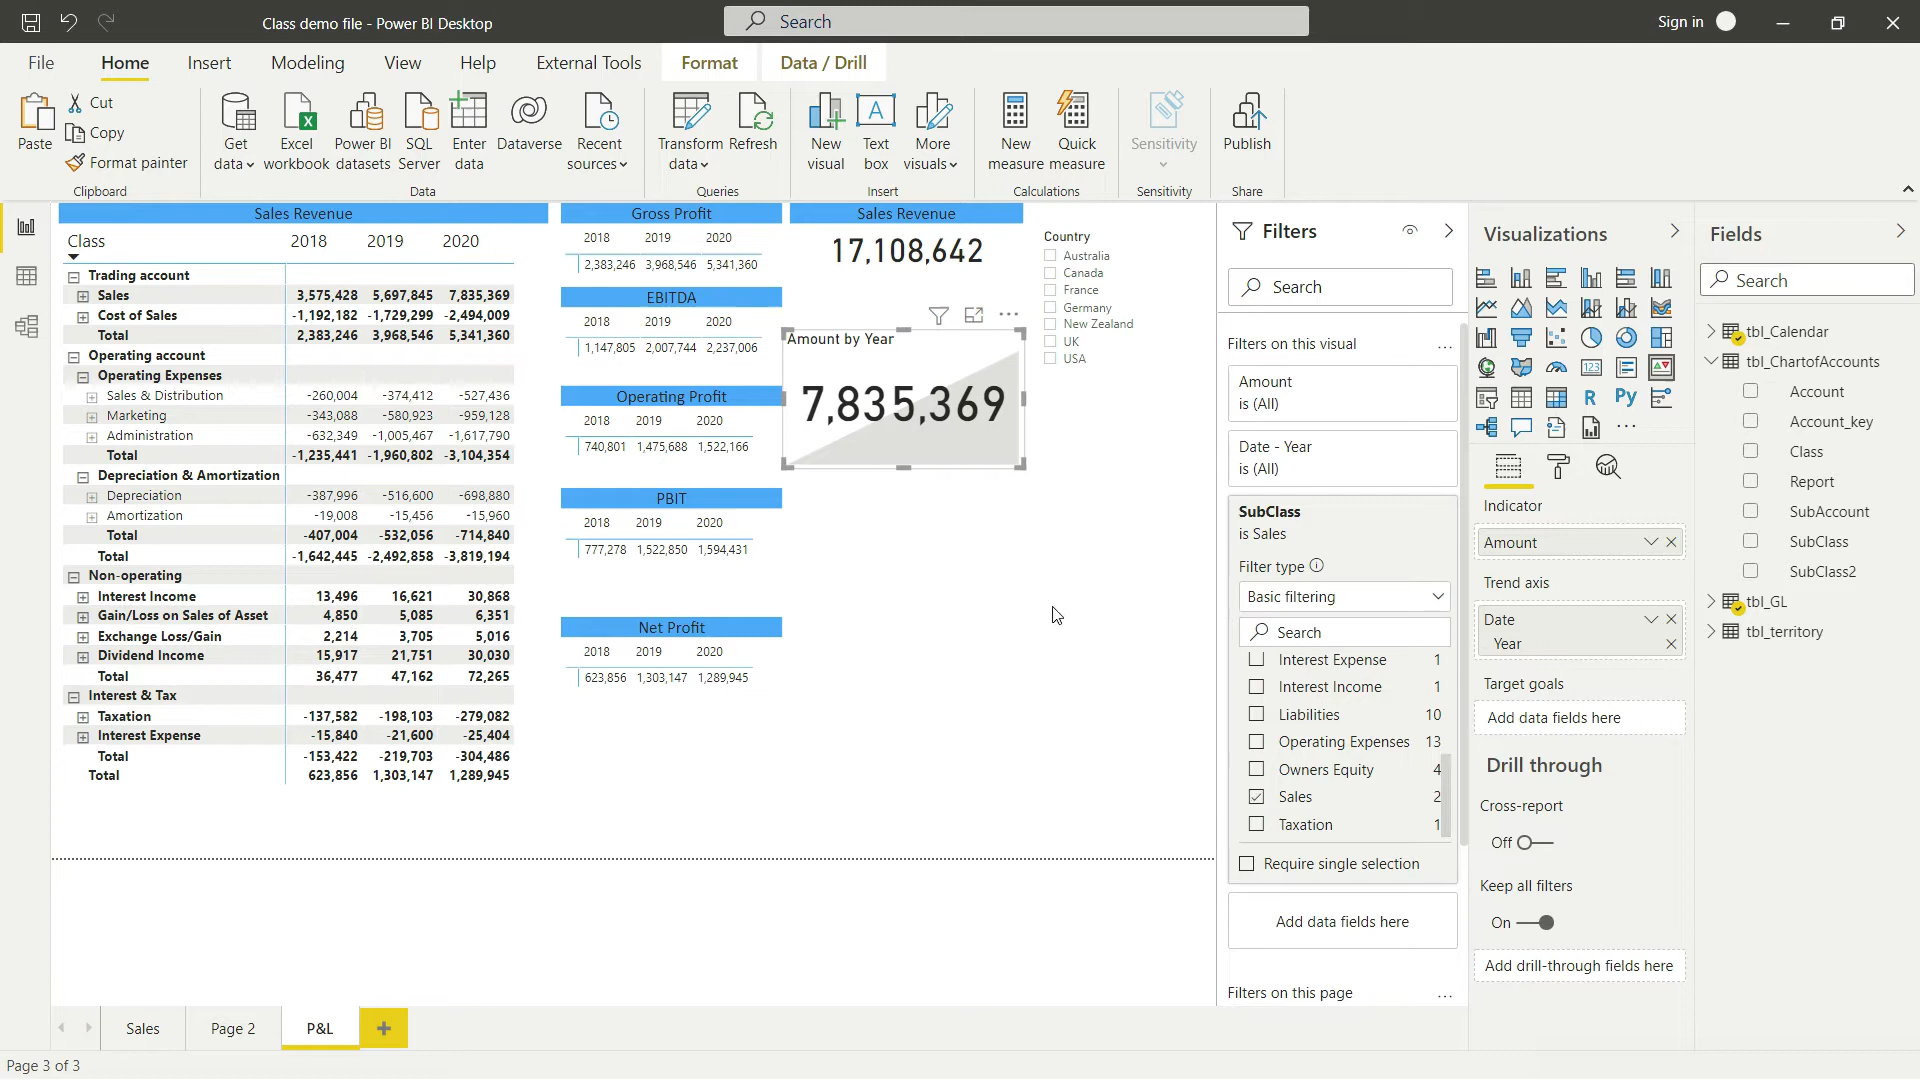 Class demo file - Power BI Desktop
Search
Sign in
File
Home
Insert
Modeling
View
Help
External Tools
Format
Data / Drill
Paste
Cut
Copy
Format painter
Clipboard
Get data
Excel workbook
Power BI datasets
SQL Server
Enter data
Dataverse
Recent sources
Data
Transform data
Refresh
Queries
New visual
Text box
More visuals
Insert
New measure
Quick measure
Calculations
Sensitivity
Sensitivity
Publish
Share
Sales Revenue
Class 2018 2019 2020
Trading account
Sales 3,575,428 5,697,845 7,835,369
Cost of Sales -1,192,182 -1,729,299 -2,494,009
Total 2,383,246 3,968,546 5,341,360
Operating account
Operating Expenses
Sales & Distribution -260,004 -374,412 -527,436
Marketing -343,088 -580,923 -959,128
Administration -632,349 -1,005,467 -1,617,790
Total -1,235,441 -1,960,802 -3,104,354
Depreciation & Amortization
Depreciation -387,996 -516,600 -698,880
Amortization -19,008 -15,456 -15,960
Total -407,004 -532,056 -714,840
Total -1,642,445 -2,492,858 -3,819,194
Non-operating
Interest Income 13,496 16,621 30,868
Gain/Loss on Sales of Asset 4,850 5,085 6,351
Exchange Loss/Gain 2,214 3,705 5,016
Dividend Income 15,917 21,751 30,030
Total 36,477 47,162 72,265
Interest & Tax
Taxation -137,582 -198,103 -279,082
Interest Expense -15,840 -21,600 -25,404
Total -153,422 -219,703 -304,486
Total 623,856 1,303,147 1,289,945
Gross Profit
2018 2019 2020
2,383,246 3,968,546 5,341,360
EBITDA
2018 2019 2020
1,147,805 2,007,744 2,237,006
Operating Profit
2018 2019 2020
740,801 1,475,688 1,522,166
PBIT
2018 2019 2020
777,278 1,522,850 1,594,431
Net Profit
2018 2019 2020
623,856 1,303,147 1,289,945
Sales Revenue
17,108,642
Amount by Year
7,835,369
Country
Australia
Canada
France
Germany
New Zealand
UK
USA
Filters
Search
Filters on this visual
Amount
is (All)
Date - Year
is (All)
SubClass
is Sales
Filter type
Basic filtering
Search
Interest Expense 1
Interest Income 1
Liabilities 10
Operating Expenses 13
Owners Equity 4
Sales 2
Taxation 1
Require single selection
Add data fields here
Filters on this page
Visualizations
R
Py
123
Indicator
Amount
Trend axis
Date
Year
Target goals
Add data fields here
Drill through
Cross-report
Off
Keep all filters
On
Add drill-through fields here
Fields
Search
tbl_Calendar
tbl_ChartofAccounts
Account
Account_key
Class
Report
SubAccount
SubClass
SubClass2
tbl_GL
tbl_territory
Sales
Page 2
P&L
Page 3 of 3